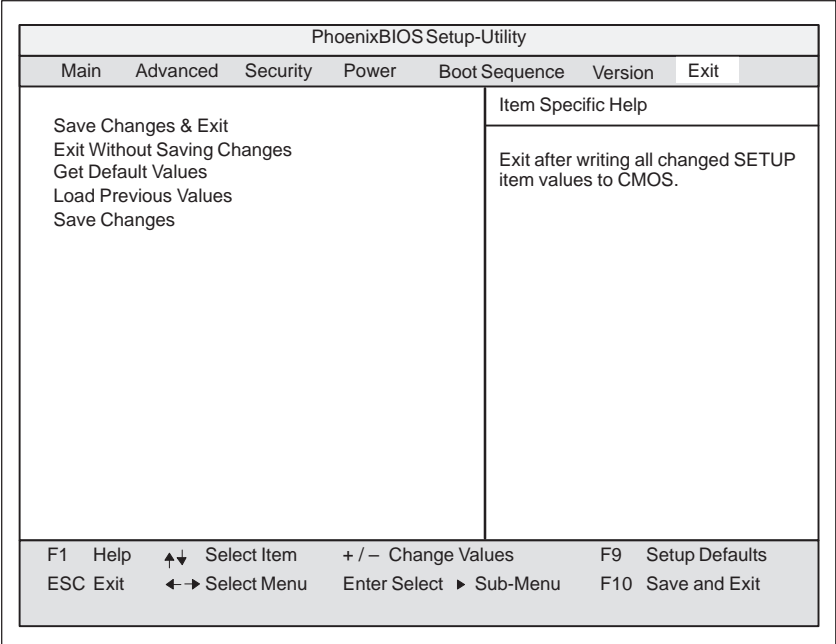 PhoenixBIOS Setup-Utility
Main Advanced Security Power Boot Sequence Version Exit
Save Changes & Exit
Exit Without Saving Changes
Get Default Values
Load Previous Values
Save Changes
Item Specific Help
Exit after writing all changed SETUP
item values to CMOS.
F1 Help Select Item + / – Change Values F9 Setup Defaults
ESC Exit Select Menu Enter Select Sub-Menu F10 Save and Exit